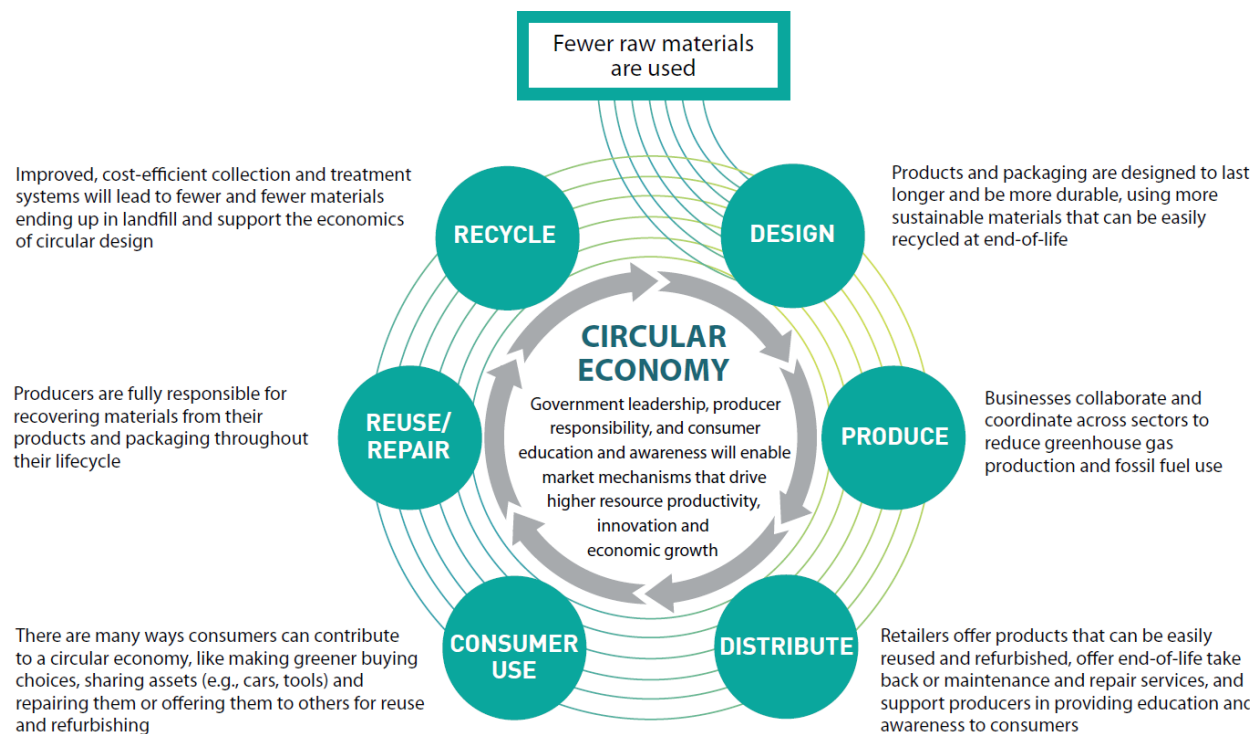 Fewer raw materials
are used
Improved, cost-efficient collection and treatment
systems will lead to fewer and fewer materials
ending up in landfill and support the economics
of circular design
RECYCLE
DESIGN
Products and packaging are designed to last
longer and be more durable, using more
sustainable materials that can be easily
recycled at end-of-life
Producers are fully responsible for
recovering materials from their
products and packaging throughout
their lifecycle
REUSE/
REPAIR
CIRCULAR
ECONOMY
Government leadership, producer
responsibility, and consumer
education and awareness will enable
market mechanisms that drive
higher resource productivity,
innovation and
economic growth
PRODUCE
Businesses collaborate and
coordinate across sectors to
reduce greenhouse gas
production and fossil fuel use
There are many ways consumers can contribute
to a circular economy, like making greener buying
choices, sharing assets (e.g., cars, tools) and
repairing them or offering them to others for reuse
and refurbishing
CONSUMER
USE
DISTRIBUTE
Retailers offer products that can be easily
reused and refurbished, offer end-of-life take
back or maintenance and repair services, and
support producers in providing education and
awareness to consumers